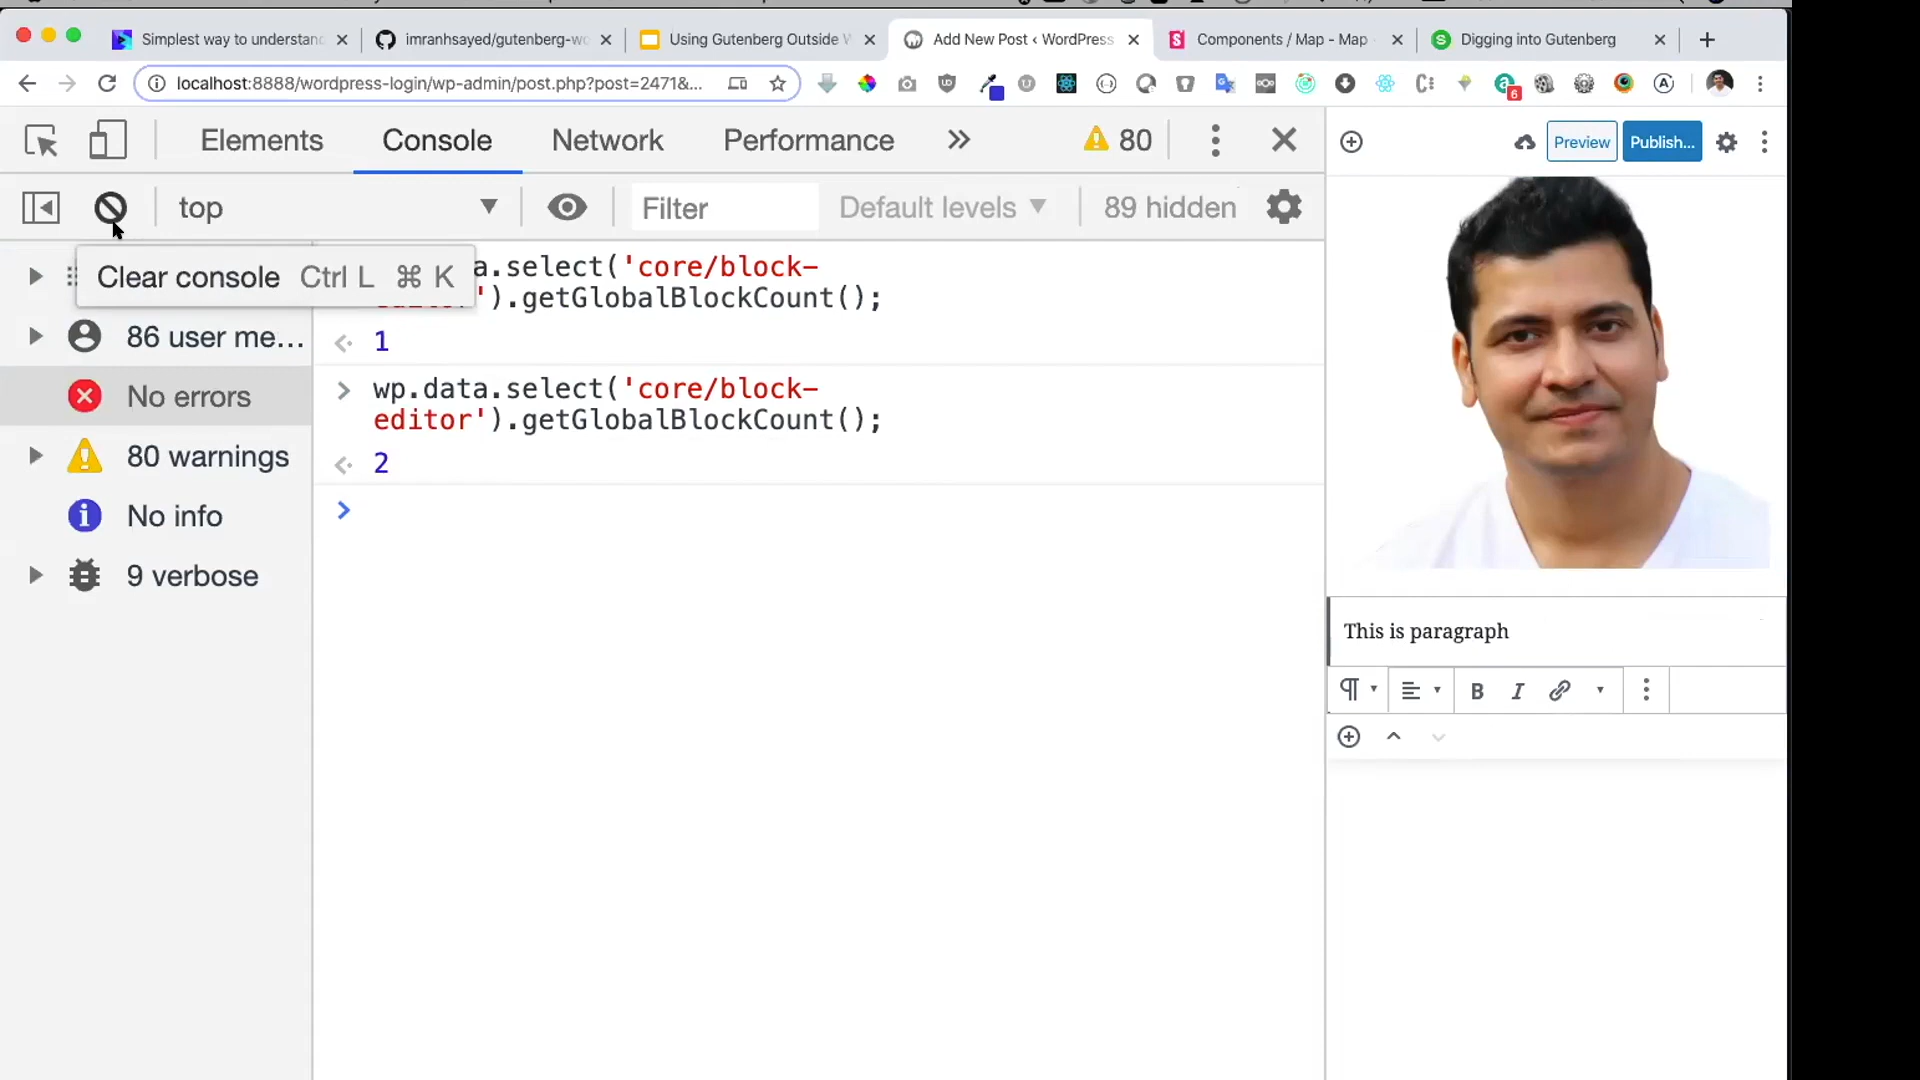 Simplest way to understan
imranhsayed/gutenberg-wo
Using Gutenberg Outside W
Add New Post ‹ WordPress
Components / Map - Map
Digging into Gutenberg
localhost:8888/wordpress-login/wp-admin/post.php?post=2471&...
6
Elements
Console
Network
Performance
80
Preview
Publish...
top
Filter
Default levels
89 hidden
Clear console Ctrl L ⌘ K
a.select('core/block-
').getGlobalBlockCount();
1
wp.data.select('core/block-
editor').getGlobalBlockCount();
2
86 user me...
No errors
80 warnings
No info
9 verbose
This is paragraph
B I